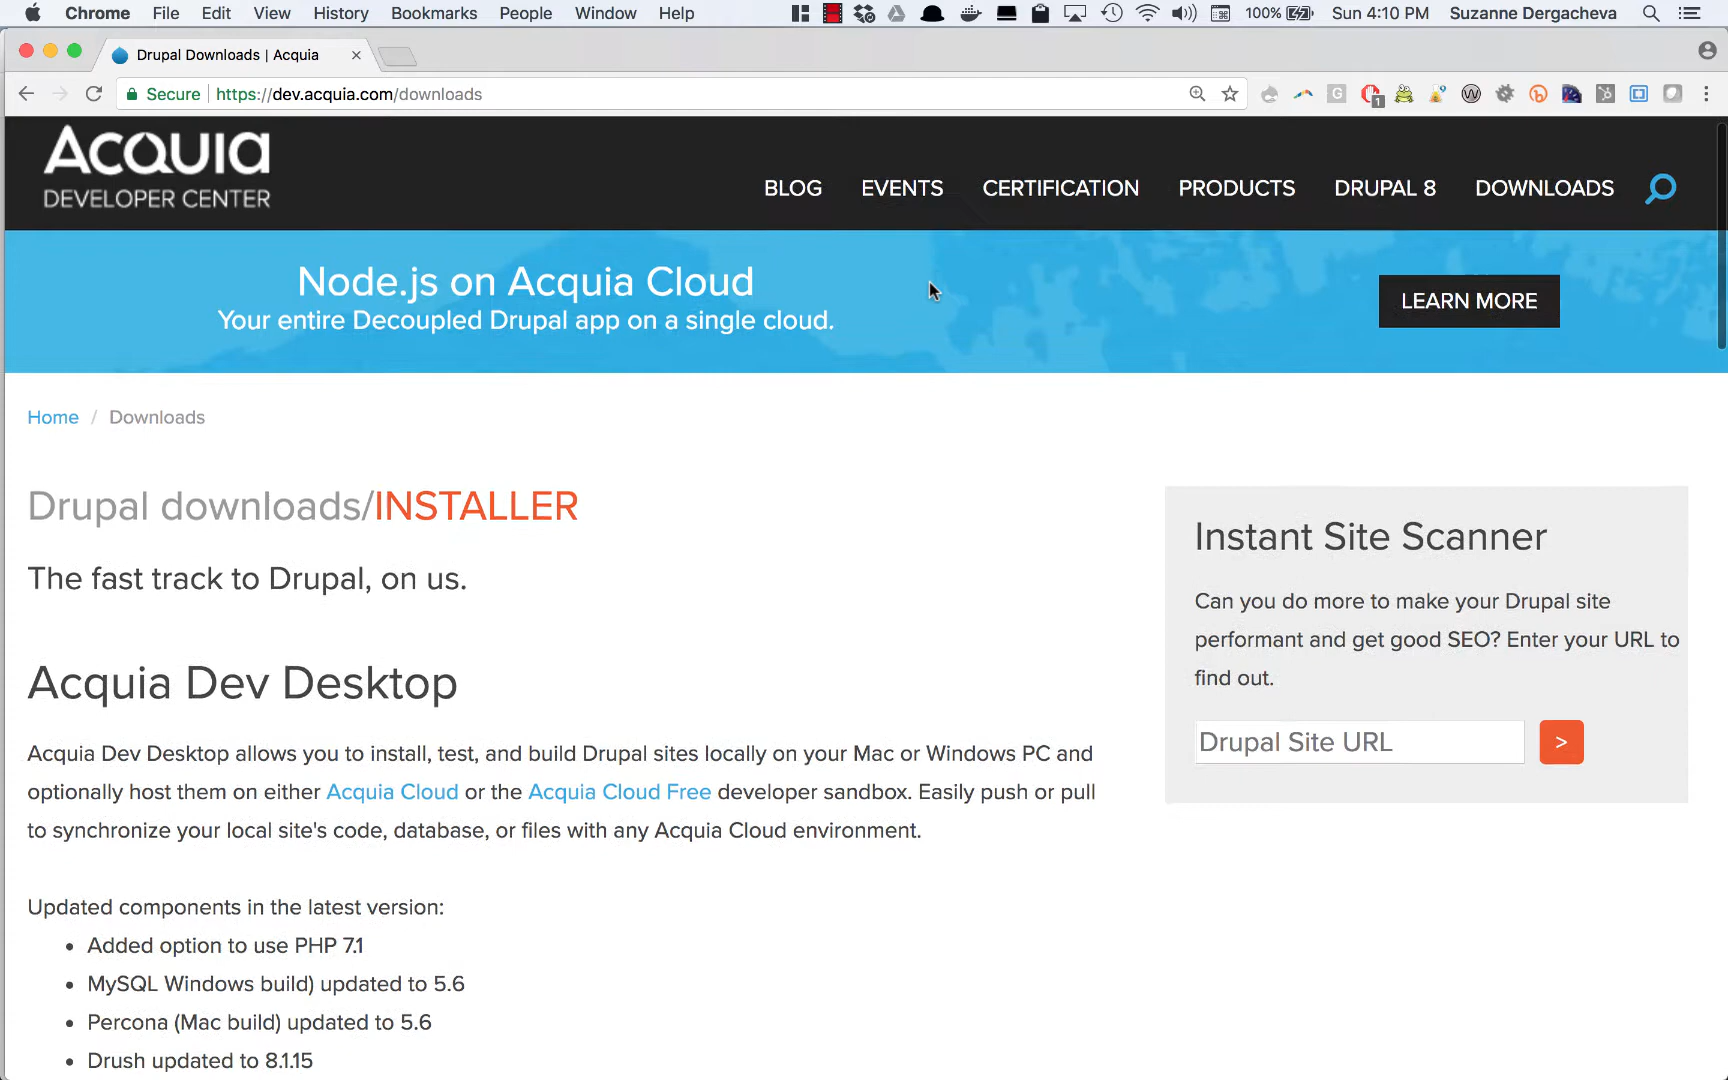 Chrome File Edit View History Bookmarks People Window Help 100% Sun 4:10 PM Suzanne Dergacheva
Drupal Downloads | Acquia
Secure https://dev.acquia.com/downloads
Acquia
DEVELOPER CENTER
BLOG EVENTS CERTIFICATION PRODUCTS DRUPAL 8 DOWNLOADS
Node.js on Acquia Cloud
Your entire Decoupled Drupal app on a single cloud.
LEARN MORE
Home / Downloads
Drupal downloads/INSTALLER
The fast track to Drupal, on us.
Acquia Dev Desktop
Acquia Dev Desktop allows you to install, test, and build Drupal sites locally on your Mac or Windows PC and
optionally host them on either Acquia Cloud or the Acquia Cloud Free developer sandbox. Easily push or pull
to synchronize your local site's code, database, or files with any Acquia Cloud environment.
Updated components in the latest version:
• Added option to use PHP 7.1
• MySQL Windows build) updated to 5.6
• Percona (Mac build) updated to 5.6
• Drush updated to 8.1.15
Instant Site Scanner
Can you do more to make your Drupal site
performant and get good SEO? Enter your URL to
find out.
Drupal Site URL >